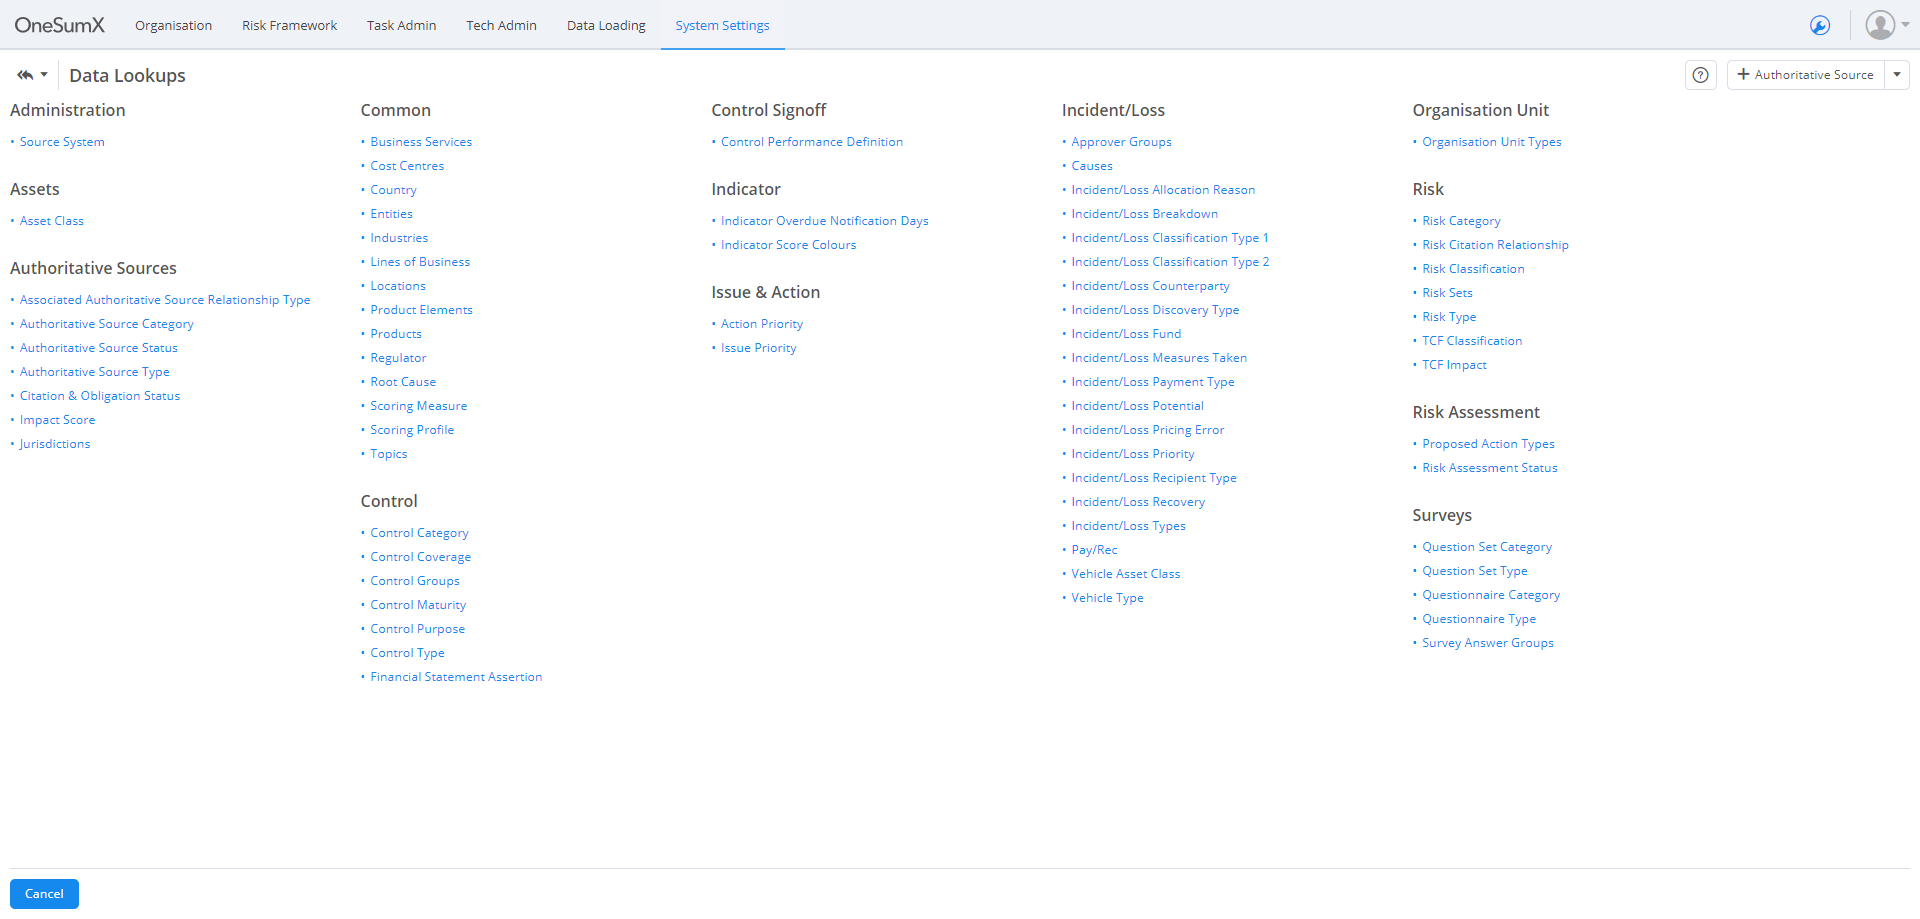 OneSumX
Organisation
Risk Framework
Task Admin
Tech Admin
Data Loading
System Settings
Data Lookups
Authoritative Source
Administration
Source System
Assets
Asset Class
Authoritative Sources
Associated Authoritative Source Relationship Type
Authoritative Source Category
Authoritative Source Status
Authoritative Source Type
Citation & Obligation Status
Impact Score
Jurisdictions
Common
Business Services
Cost Centres
Country
Entities
Industries
Lines of Business
Locations
Product Elements
Products
Regulator
Root Cause
Scoring Measure
Scoring Profile
Topics
Control
Control Category
Control Coverage
Control Groups
Control Maturity
Control Purpose
Control Type
Financial Statement Assertion
Control Signoff
Control Performance Definition
Indicator
Indicator Overdue Notification Days
Indicator Score Colours
Issue & Action
Action Priority
Issue Priority
Incident/Loss
Approver Groups
Causes
Incident/Loss Allocation Reason
Incident/Loss Breakdown
Incident/Loss Classification Type 1
Incident/Loss Classification Type 2
Incident/Loss Counterparty
Incident/Loss Discovery Type
Incident/Loss Fund
Incident/Loss Measures Taken
Incident/Loss Payment Type
Incident/Loss Potential
Incident/Loss Pricing Error
Incident/Loss Priority
Incident/Loss Recipient Type
Incident/Loss Recovery
Incident/Loss Types
Pay/Rec
Vehicle Asset Class
Vehicle Type
Organisation Unit
Organisation Unit Types
Risk
Risk Category
Risk Citation Relationship
Risk Classification
Risk Sets
Risk Type
TCF Classification
TCF Impact
Risk Assessment
Proposed Action Types
Risk Assessment Status
Surveys
Question Set Category
Question Set Type
Questionnaire Category
Questionnaire Type
Survey Answer Groups
Cancel